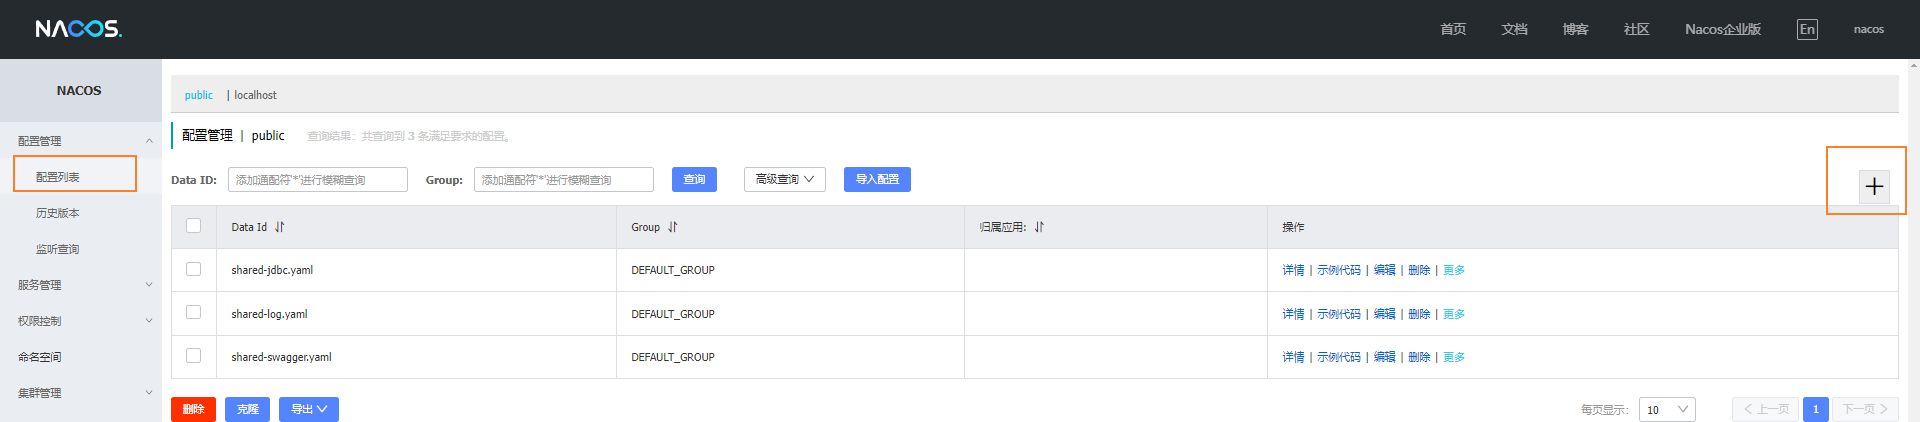 NACOS.
首页 文档 博客 社区 Nacos企业版 En nacos
NACOS
配置管理
配置列表
历史版本
监听查询
服务管理
权限控制
命名空间
集群管理
public | localhost
配置管理 | public 查询结果：共查询到 3 条满足要求的配置。
Data ID: 添加通配符'*'进行模糊查询 Group: 添加通配符'*'进行模糊查询 查询 高级查询 导入配置
Data Id Group 归属应用: 操作
shared-jdbc.yaml DEFAULT_GROUP 详情 | 示例代码 | 编辑 | 删除 | 更多
shared-log.yaml DEFAULT_GROUP 详情 | 示例代码 | 编辑 | 删除 | 更多
shared-swagger.yaml DEFAULT_GROUP 详情 | 示例代码 | 编辑 | 删除 | 更多
删除 克隆 导出 每页显示: 10 上一页 1 下一页